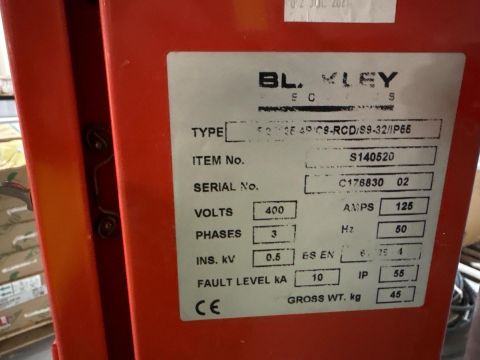 TYPE
ITEM No. S140520
SERIAL No. C176830 02
VOLTS 400 AMPS 125
PHASES 3 Hz 50
INS. kV 0.5 BS EN
FAULT LEVEL kA 10 IP 55
CE GROSS WT. kg 45